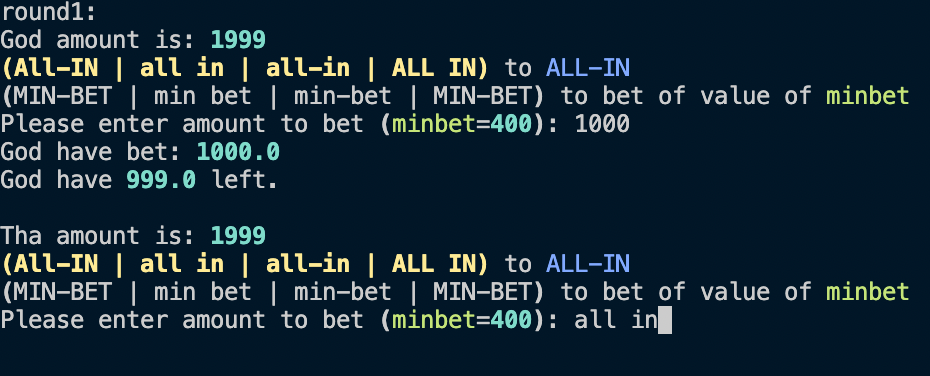 round1:
God amount is: 1999
(All-IN | all in | all-in | ALL IN) to ALL-IN
(MIN-BET | min bet | min-bet | MIN-BET) to bet of value of minbet
Please enter amount to bet (minbet=400): 1000
God have bet: 1000.0
God have 999.0 left.
Tha amount is: 1999
(All-IN | all in | all-in | ALL IN) to ALL-IN
(MIN-BET | min bet | min-bet | MIN-BET) to bet of value of minbet
Please enter amount to bet (minbet=400): all in